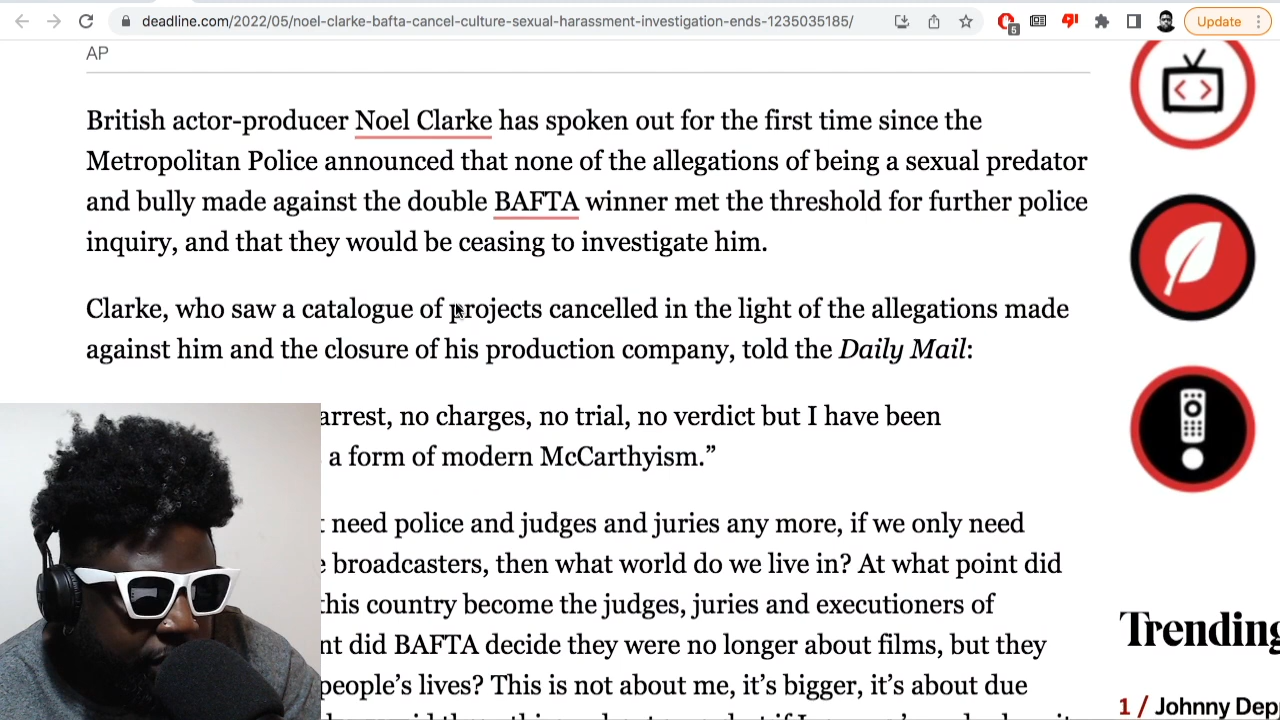 deadline.com/2022/05/noel-clarke-bafta-cancel-culture-sexual-harassment-investigation-ends-1235035185/
5
Update
AP
British actor-producer Noel Clarke has spoken out for the first time since the
Metropolitan Police announced that none of the allegations of being a sexual predator
and bully made against the double BAFTA winner met the threshold for further police
inquiry, and that they would be ceasing to investigate him.
Clarke, who saw a catalogue of projects cancelled in the light of the allegations made
against him and the closure of his production company, told the Daily Mail:
arrest, no charges, no trial, no verdict but I have been
a form of modern McCarthyism.”
need police and judges and juries any more, if we only need
broadcasters, then what world do we live in? At what point did
this country become the judges, juries and executioners of
did BAFTA decide they were no longer about films, but they
people’s lives? This is not about me, it’s bigger, it’s about due
Trending
1 / Johnny Dep